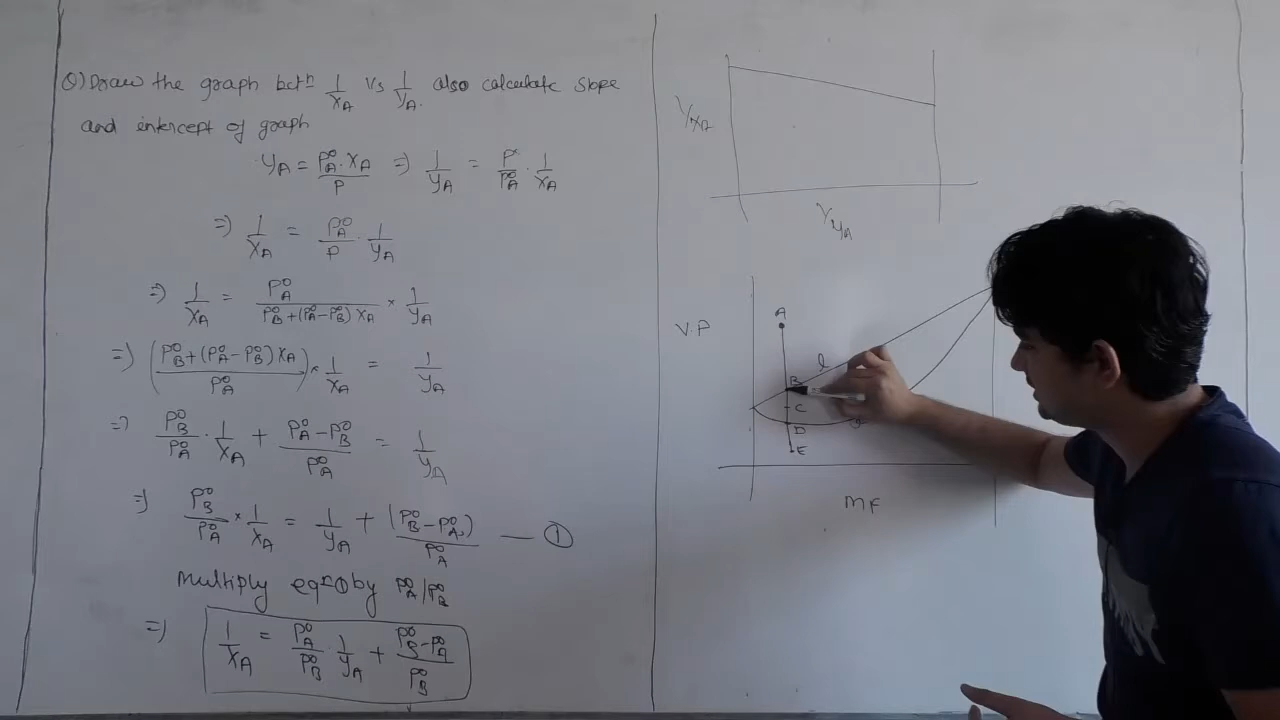 Q) Draw the graph betⁿ 1/xA Vs 1/yA. also calculate slope
and intercept of graph
yA = P°A·xA/P ⇒ 1/yA = P/P°A · 1/xA
⇒ 1/xA = P°A/P · 1/yA
⇒ 1/xA = P°A/(P°B+(P°A−P°B)xA) × 1/yA
⇒ ((P°B+(P°A−P°B)xA)/P°A) × 1/xA = 1/yA
⇒ P°B/P°A · 1/xA + (P°A−P°B)/P°A = 1/yA
⇒ P°B/P°A × 1/xA = 1/yA + (P°B−P°A)/P°A — ①
Multiply eqⁿ ① by P°A/P°B
⇒ 1/xA = P°A/P°B · 1/yA + (P°B−P°A)/P°B
1/xA
1/yA
V.P
A
l
B
C
D
E
MF